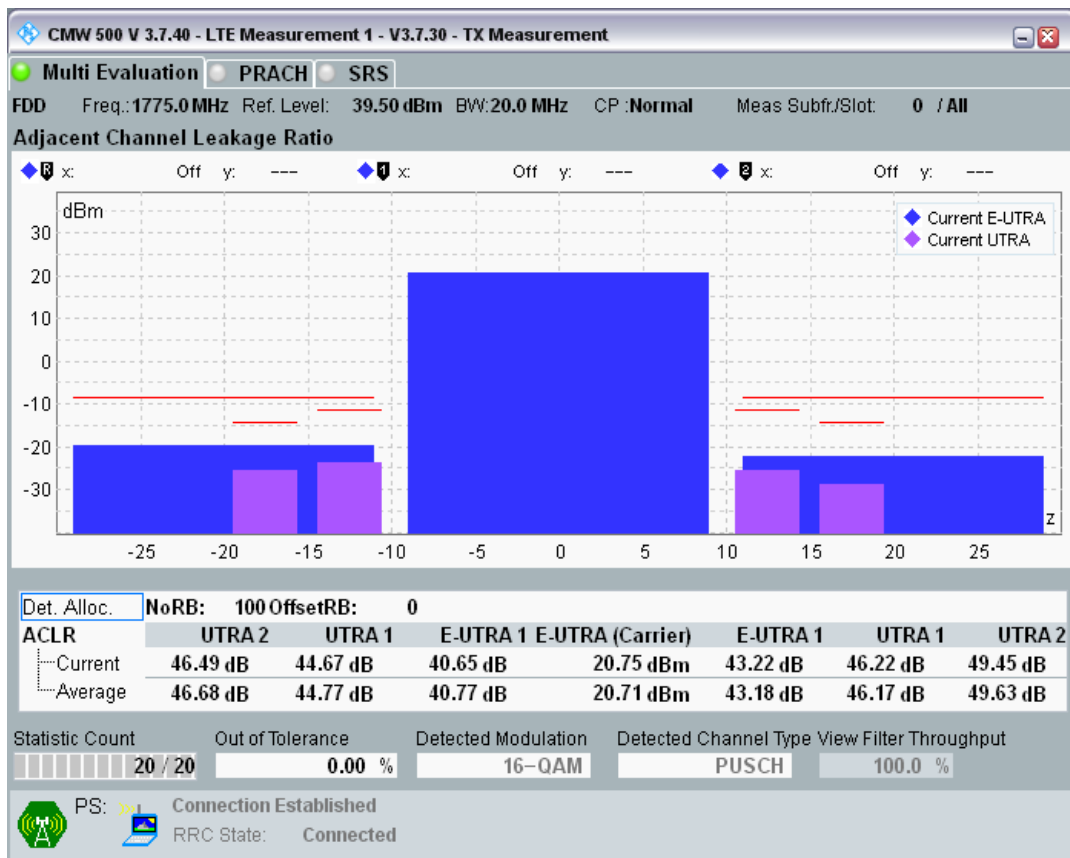 CMW 500 V 3.7.40 - LTE Measurement 1 - V3.7.30 - TX Measurement
Multi Evaluation PRACH SRS
FDD Freq.: 1775.0 MHz Ref. Level: 39.50 dBm BW: 20.0 MHz CP : Normal Meas Subfr./Slot: 0 / All
Adjacent Channel Leakage Ratio
R x: Off y: --- 1 x: Off y: --- 2 x: Off y: ---
dBm
Current E-UTRA
Current UTRA
30
20
10
0
-10
-20
-30
z
-25 -20 -15 -10 -5 0 5 10 15 20 25
Det. Alloc. NoRB: 100 OffsetRB: 0
ACLR UTRA 2 UTRA 1 E-UTRA 1 E-UTRA (Carrier) E-UTRA 1 UTRA 1 UTRA 2
Current 46.49 dB 44.67 dB 40.65 dB 20.75 dBm 43.22 dB 46.22 dB 49.45 dB
Average 46.68 dB 44.77 dB 40.77 dB 20.71 dBm 43.18 dB 46.17 dB 49.63 dB
Statistic Count Out of Tolerance Detected Modulation Detected Channel Type View Filter Throughput
20 / 20 0.00 % 16-QAM PUSCH 100.0 %
PS: Connection Established
RRC State: Connected